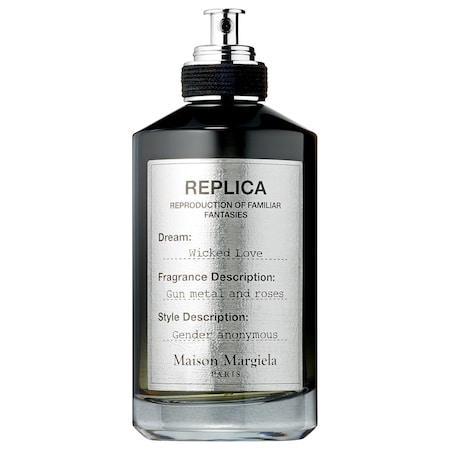 REPLICA
REPRODUCTION OF FAMILIAR
FANTASIES
Dream:
Wicked Love
Fragrance Description:
Gun metal and roses
Style Description:
Gender anonymous
Maison Margiela
PARIS